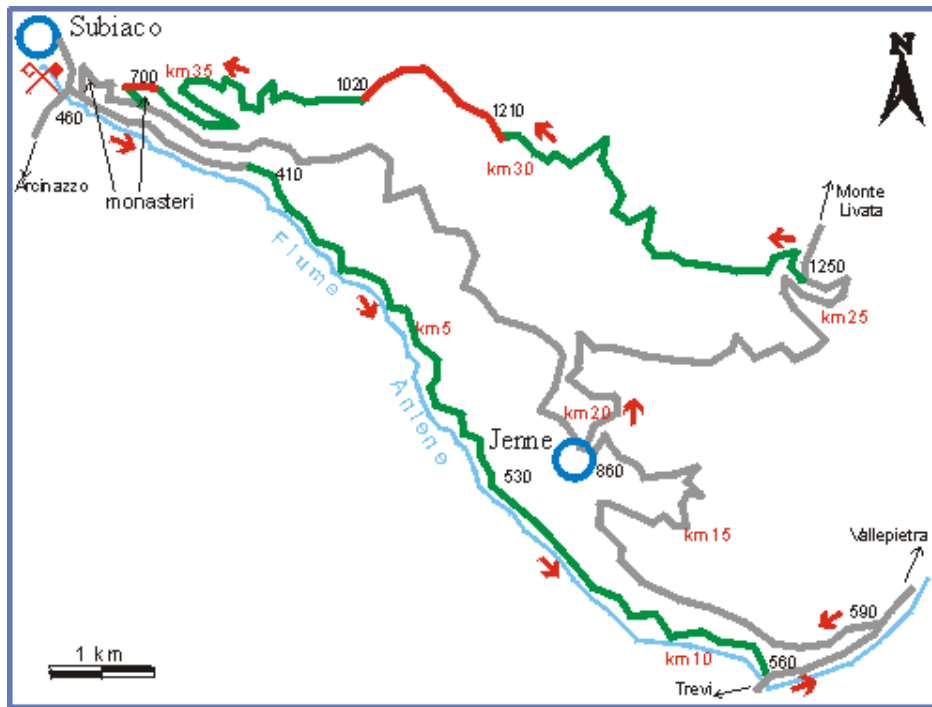 Subiaco
N
700
km35
1020
1210
460
km30
410
Arcinazzo
monasteri
Monte
Livata
1250
km25
Fiume
km5
Aniene
km20
Jenne
860
530
km15
Vallepietra
590
km10
560
1 km
Trevi